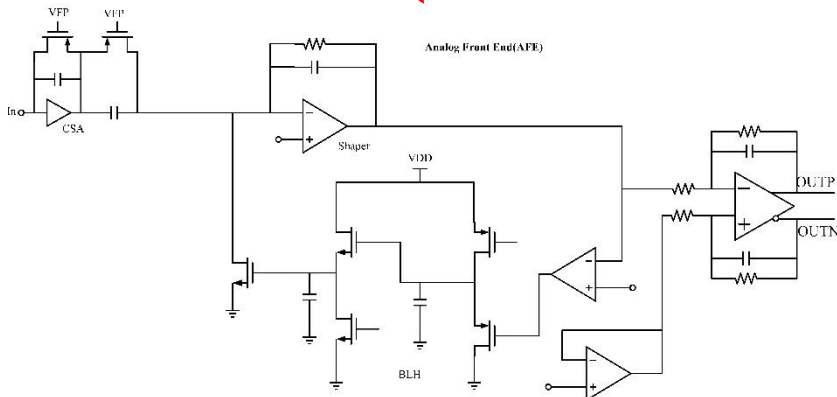 VFP VFP
Analog Front End(AFE)
In
CSA
Shaper
VDD
OUTP
OUTN
BLH